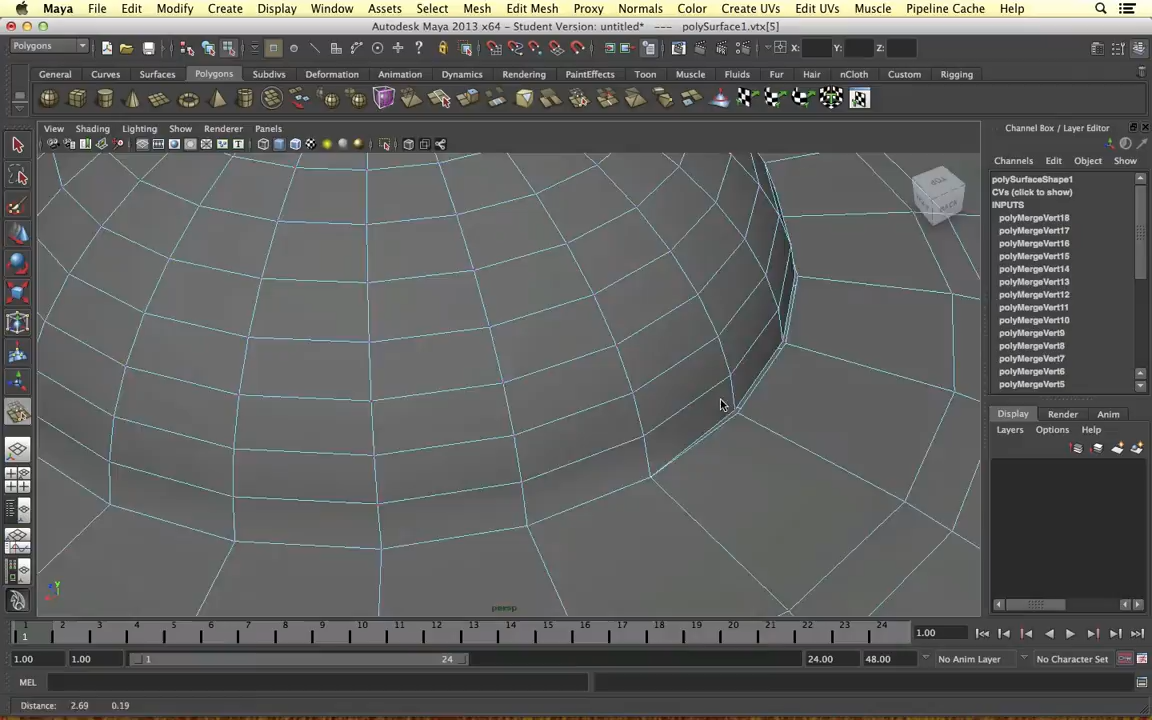 Maya File Edit Modify Create Display Window Assets Select Mesh Edit Mesh Proxy Normals Color Create UVs Edit UVs Muscle Pipeline Cache Help
Autodesk Maya 2013 x64 - Student Version: untitled* --- polySurface1.vtx[5]
Polygons X: Y: Z:
General Curves Surfaces Polygons Subdivs Deformation Animation Dynamics Rendering PaintEffects Toon Muscle Fluids Fur Hair nCloth Custom Rigging
View Shading Lighting Show Renderer Panels
Channel Box / Layer Editor
Channels Edit Object Show
polySurfaceShape1
CVs (click to show)
INPUTS
polyMergeVert18
polyMergeVert17
polyMergeVert16
polyMergeVert15
polyMergeVert14
polyMergeVert13
polyMergeVert12
polyMergeVert11
polyMergeVert10
polyMergeVert9
polyMergeVert8
polyMergeVert7
polyMergeVert6
polyMergeVert5
Display Render Anim
Layers Options Help
persp
1 2 3 4 5 6 7 8 9 10 11 12 13 14 15 16 17 18 19 20 21 22 23 24
1 1.00
1.00 1.00 1 24 24.00 48.00 No Anim Layer No Character Set
MEL
Distance: 2.69 0.19